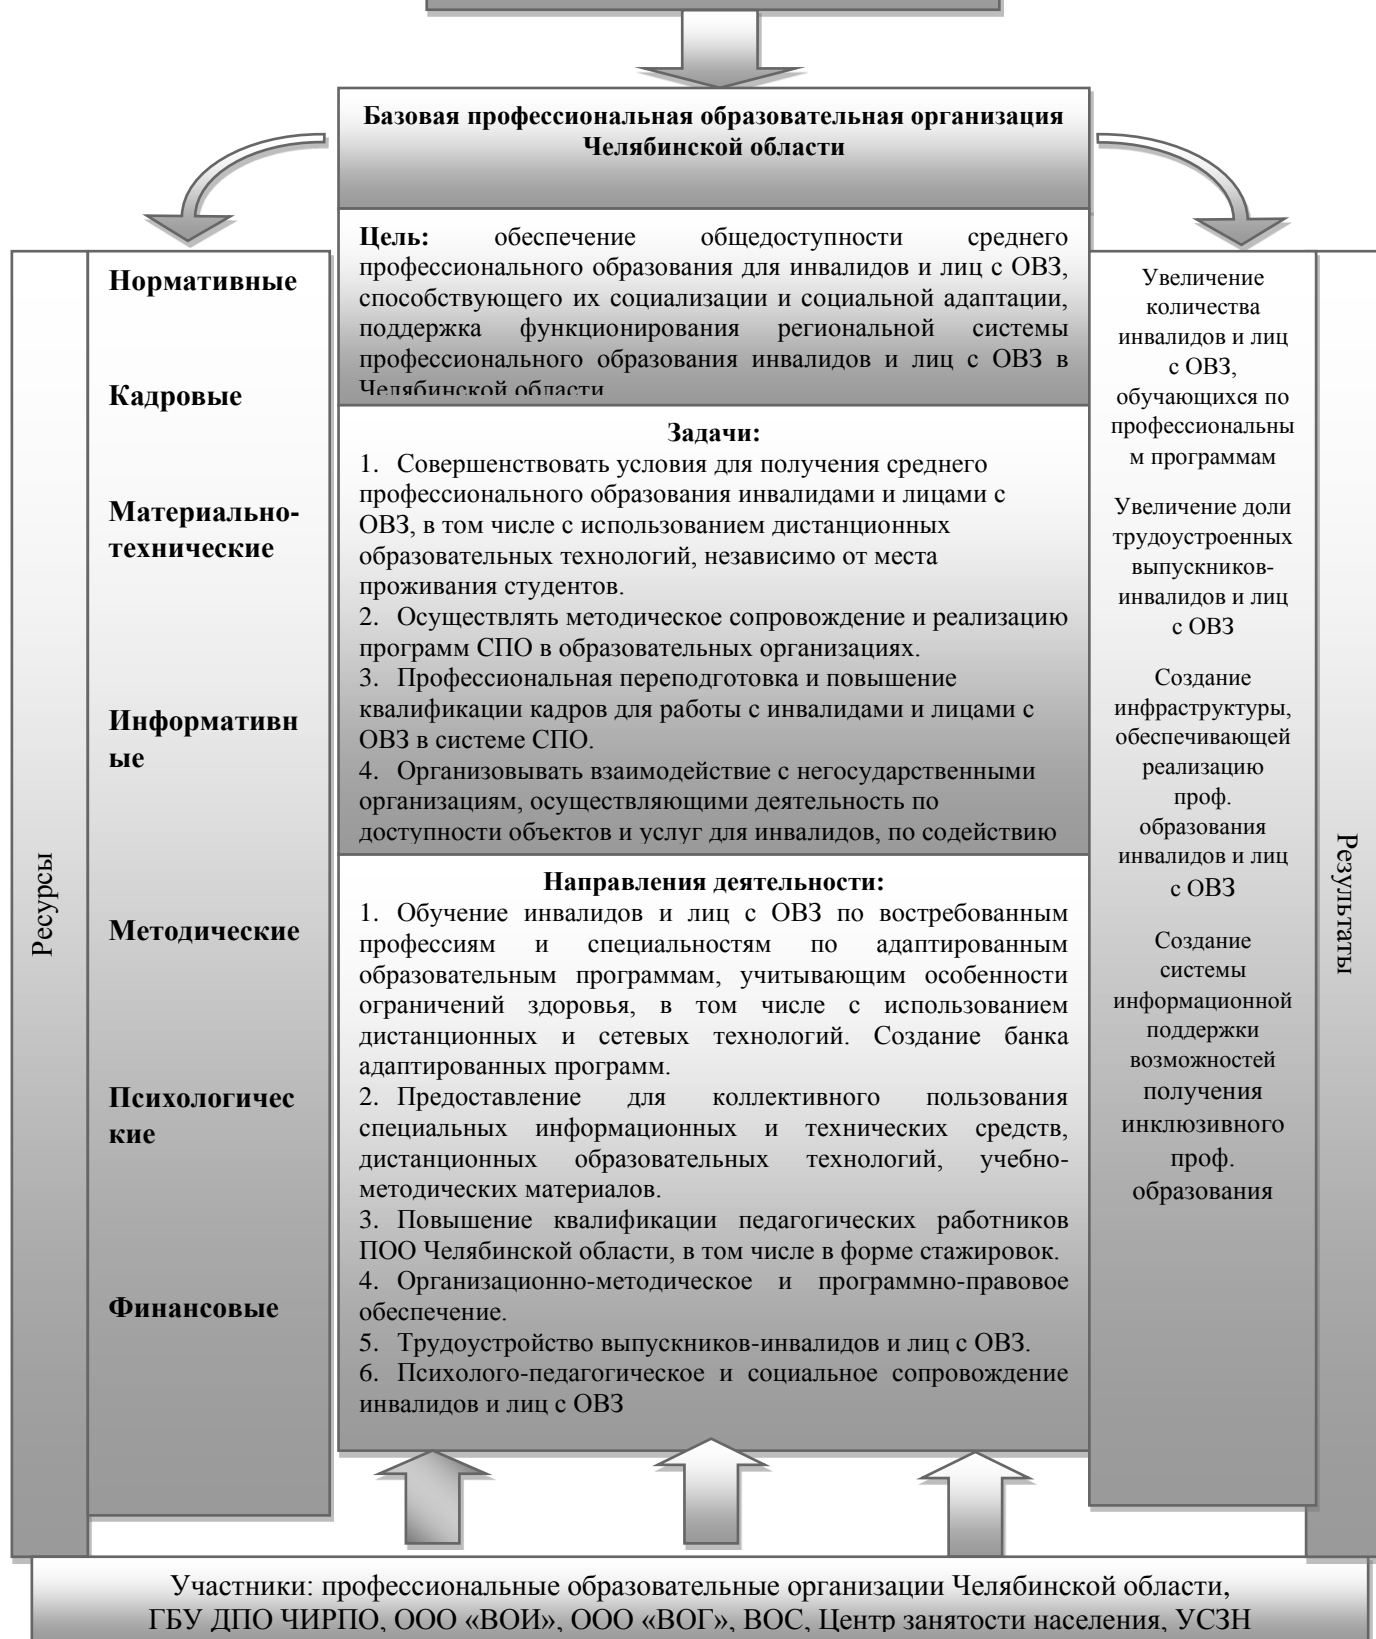 Базовая профессиональная образовательная организация
Челябинской области
Ресурсы
Нормативные
Кадровые
Материально-
технические
Информативн
ые
Методические
Психологичес
кие
Финансовые
Цель: обеспечение общедоступности среднего
профессионального образования для инвалидов и лиц с ОВЗ,
способствующего их социализации и социальной адаптации,
поддержка функционирования региональной системы
профессионального образования инвалидов и лиц с ОВЗ в
Челябинской области
Задачи:
1. Совершенствовать условия для получения среднего
профессионального образования инвалидами и лицами с
ОВЗ, в том числе с использованием дистанционных
образовательных технологий, независимо от места
проживания студентов.
2. Осуществлять методическое сопровождение и реализацию
программ СПО в образовательных организациях.
3. Профессиональная переподготовка и повышение
квалификации кадров для работы с инвалидами и лицами с
ОВЗ в системе СПО.
4. Организовывать взаимодействие с негосударственными
организациям, осуществляющими деятельность по
доступности объектов и услуг для инвалидов, по содействию
Направления деятельности:
1. Обучение инвалидов и лиц с ОВЗ по востребованным
профессиям и специальностям по адаптированным
образовательным программам, учитывающим особенности
ограничений здоровья, в том числе с использованием
дистанционных и сетевых технологий. Создание банка
адаптированных программ.
2. Предоставление для коллективного пользования
специальных информационных и технических средств,
дистанционных образовательных технологий, учебно-
методических материалов.
3. Повышение квалификации педагогических работников
ПОО Челябинской области, в том числе в форме стажировок.
4. Организационно-методическое и программно-правовое
обеспечение.
5. Трудоустройство выпускников-инвалидов и лиц с ОВЗ.
6. Психолого-педагогическое и социальное сопровождение
инвалидов и лиц с ОВЗ
Увеличение
количества
инвалидов и лиц
с ОВЗ,
обучающихся по
профессиональны
м программам
Увеличение доли
трудоустроенных
выпускников-
инвалидов и лиц
с ОВЗ
Создание
инфраструктуры,
обеспечивающей
реализацию
проф.
образования
инвалидов и лиц
с ОВЗ
Создание
системы
информационной
поддержки
возможностей
получения
инклюзивного
проф.
образования
Результаты
Участники: профессиональные образовательные организации Челябинской области,
ГБУ ДПО ЧИРПО, ООО «ВОИ», ООО «ВОГ», ВОС, Центр занятости населения, УСЗН